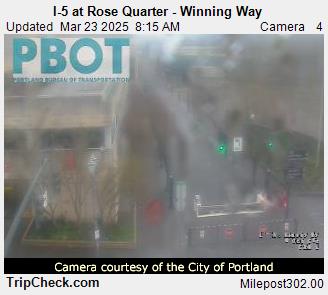 I-5 at Rose Quarter - Winning Way
Updated Mar 23 2025 8:15 AM Camera 4
PBOT
PORTLAND BUREAU OF TRANSPORTATION
Camera courtesy of the City of Portland
TripCheck.com Milepost302.00